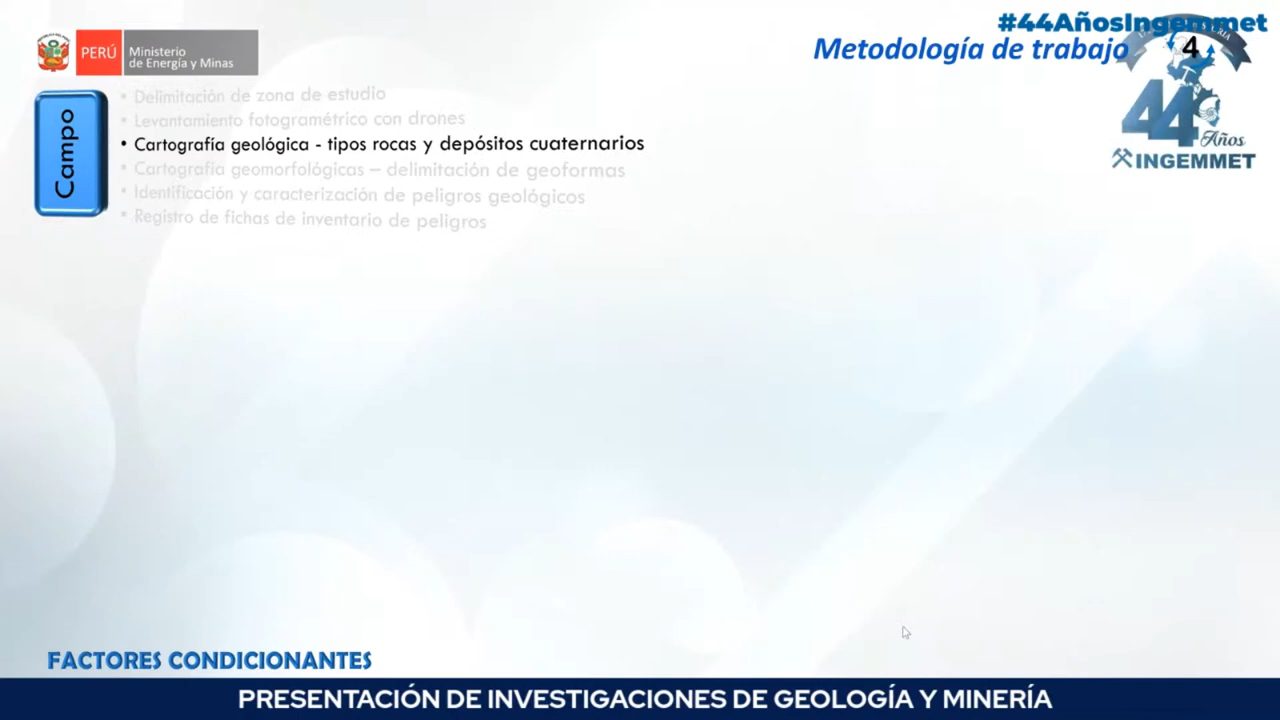 #44AñosIngemmet
PERÚ
Ministerio
de Energía y Minas
Metodología de trabajo
4
44
Años
INGEMMET
Campo
• Delimitación de zona de estudio
• Levantamiento fotogramétrico con drones
• Cartografía geológica - tipos rocas y depósitos cuaternarios
• Cartografía geomorfológicas – delimitación de geoformas
• Identificación y caracterización de peligros geológicos
• Registro de fichas de inventario de peligros
FACTORES CONDICIONANTES
PRESENTACIÓN DE INVESTIGACIONES DE GEOLOGÍA Y MINERÍA